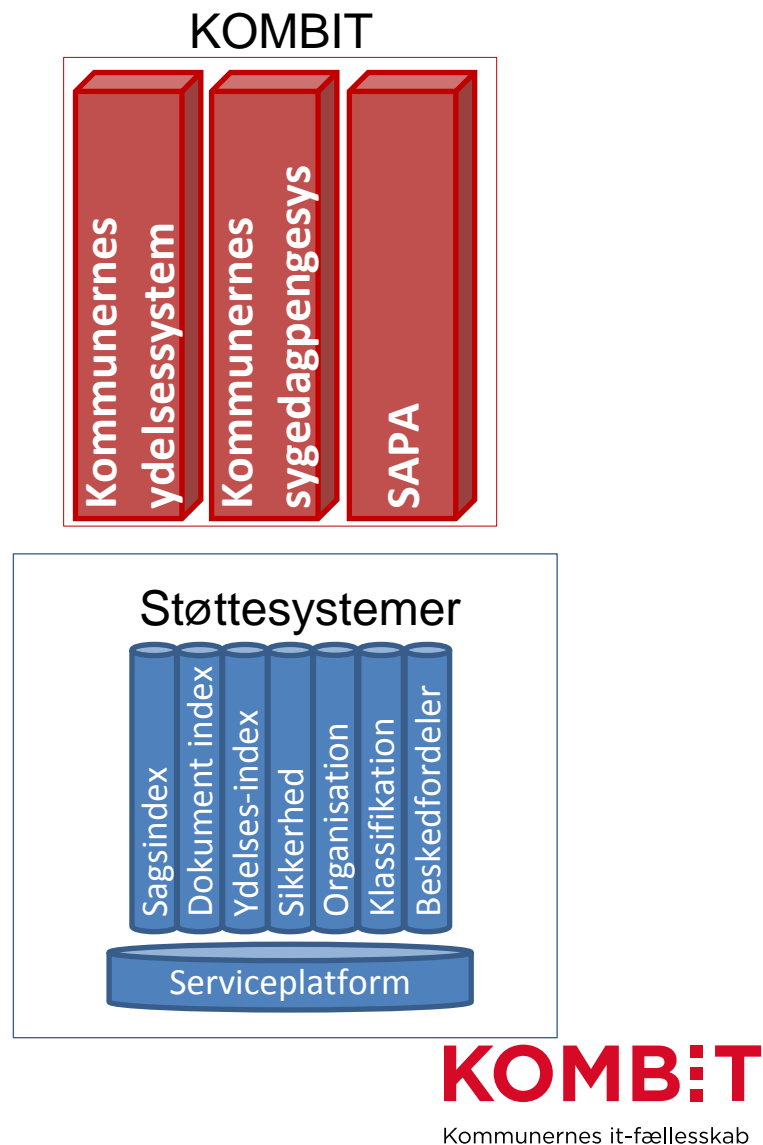 KOMBIT
Kommunernes
ydelsessystem
Kommunernes
sygedagpengesys
SAPA
Støttesystemer
Sagsindex
Dokument index
Ydelses-index
Sikkerhed
Organisation
Klassifikation
Beskedfordeler
Serviceplatform
KOMBIT
Kommunernes it-fællesskab